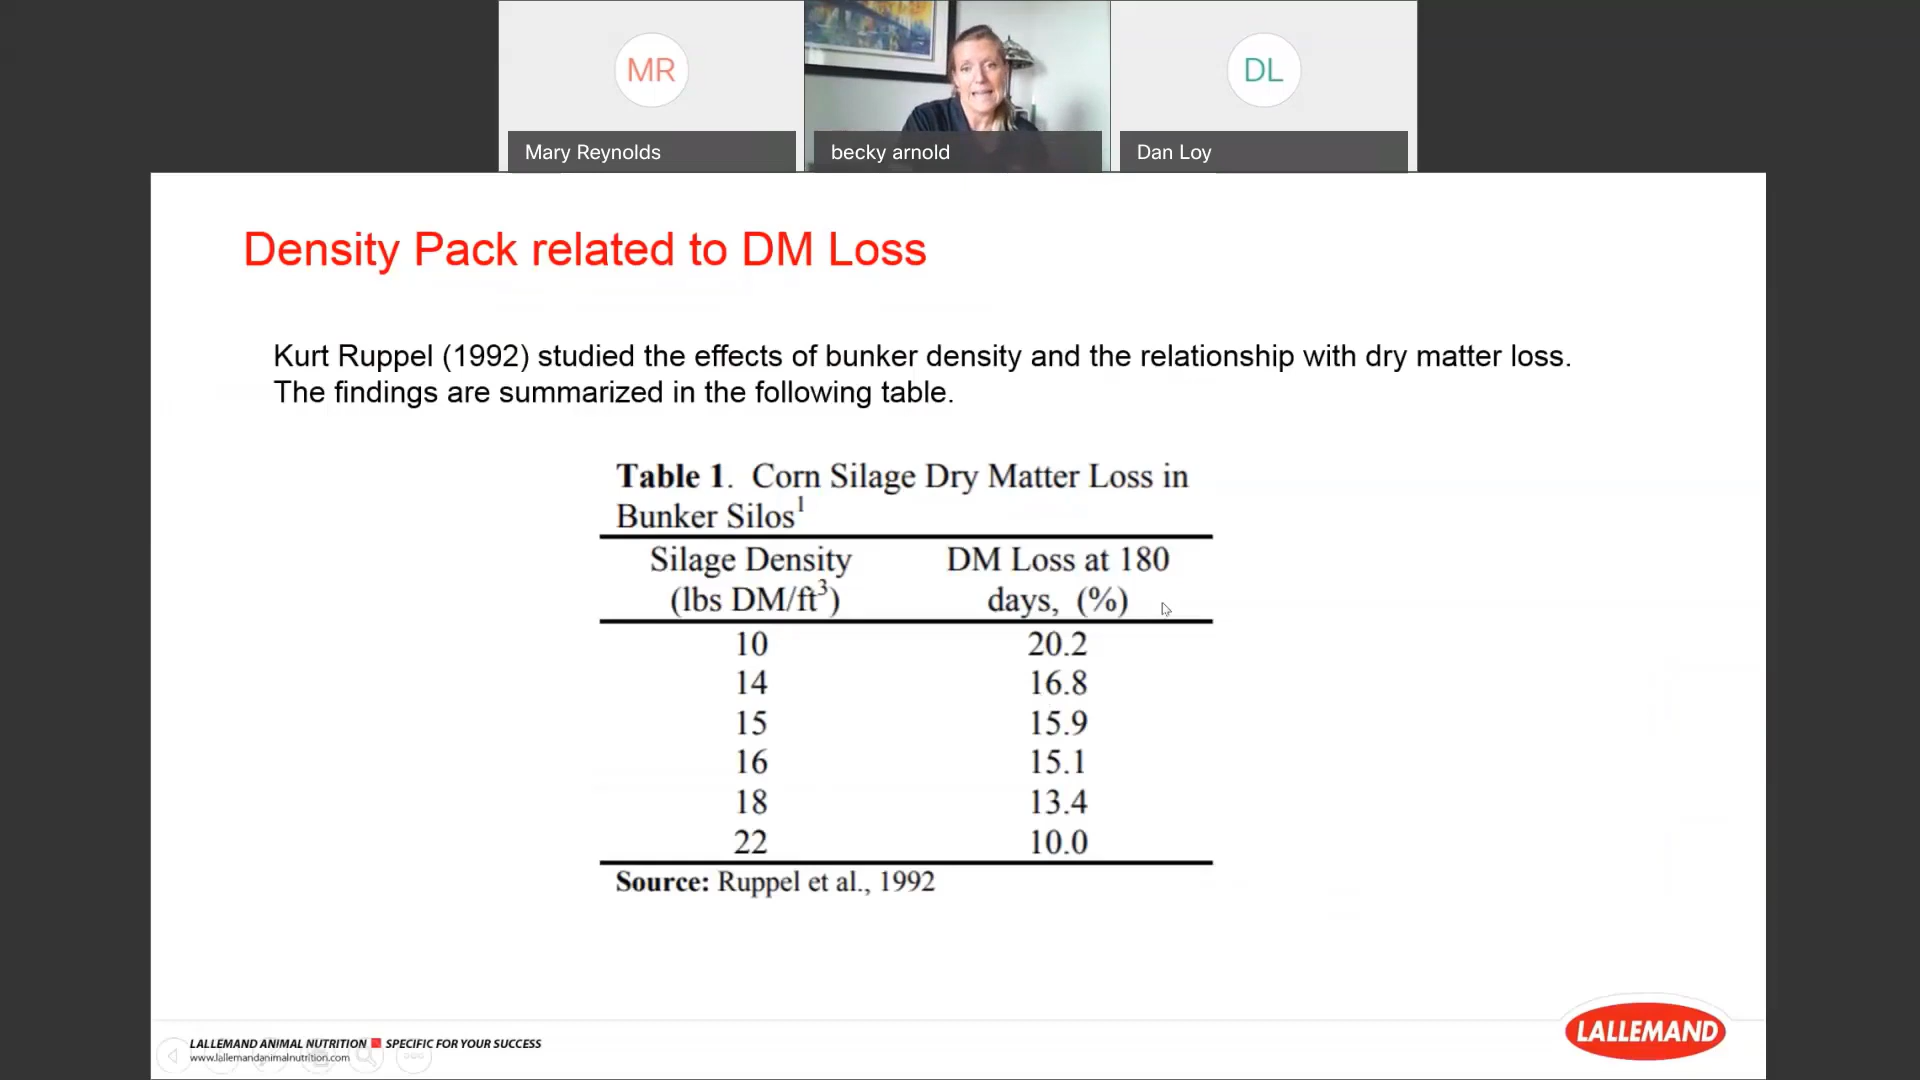 MR
DL
Mary Reynolds
becky arnold
Dan Loy
Density Pack related to DM Loss
Kurt Ruppel (1992) studied the effects of bunker density and the relationship with dry matter loss.
The findings are summarized in the following table.
Table 1. Corn Silage Dry Matter Loss in
Bunker Silos¹
Silage Density DM Loss at 180
(lbs DM/ft³) days, (%)
10 20.2
14 16.8
15 15.9
16 15.1
18 13.4
22 10.0
Source: Ruppel et al., 1992
LALLEMAND ANIMAL NUTRITION SPECIFIC FOR YOUR SUCCESS
www.lallemandanimalnutrition.com
LALLEMAND